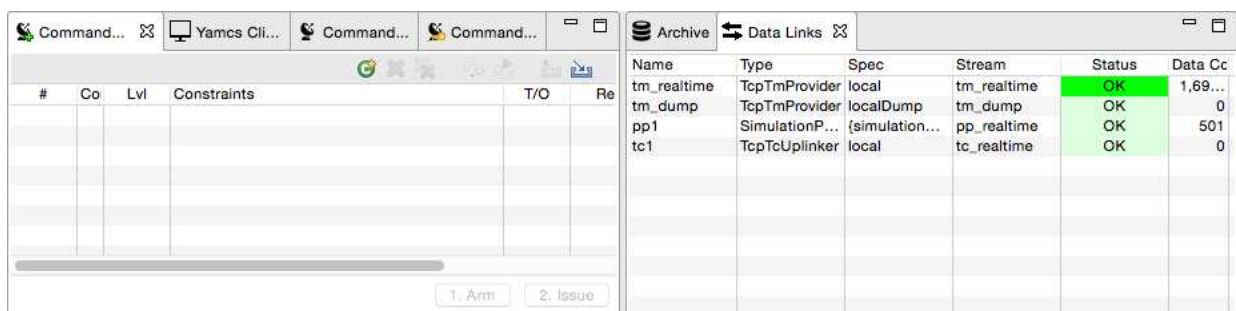 Command... Yamcs Cli... Command... Command...
# Co Lvl Constraints T/O Re
1. Arm 2. Issue
Archive Data Links
Name Type Spec Stream Status Data Cc
tm_realtime TcpTmProvider local tm_realtime OK 1,69...
tm_dump TcpTmProvider localDump tm_dump OK 0
pp1 SimulationP... {simulation... pp_realtime OK 501
tc1 TcpTcUplinker local tc_realtime OK 0